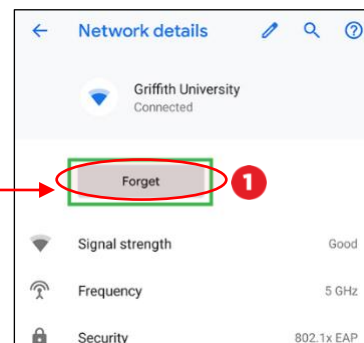 Network details
Griffith University
Connected
Forget
1
Signal strength Good
Frequency 5 GHz
Security 802.1x EAP